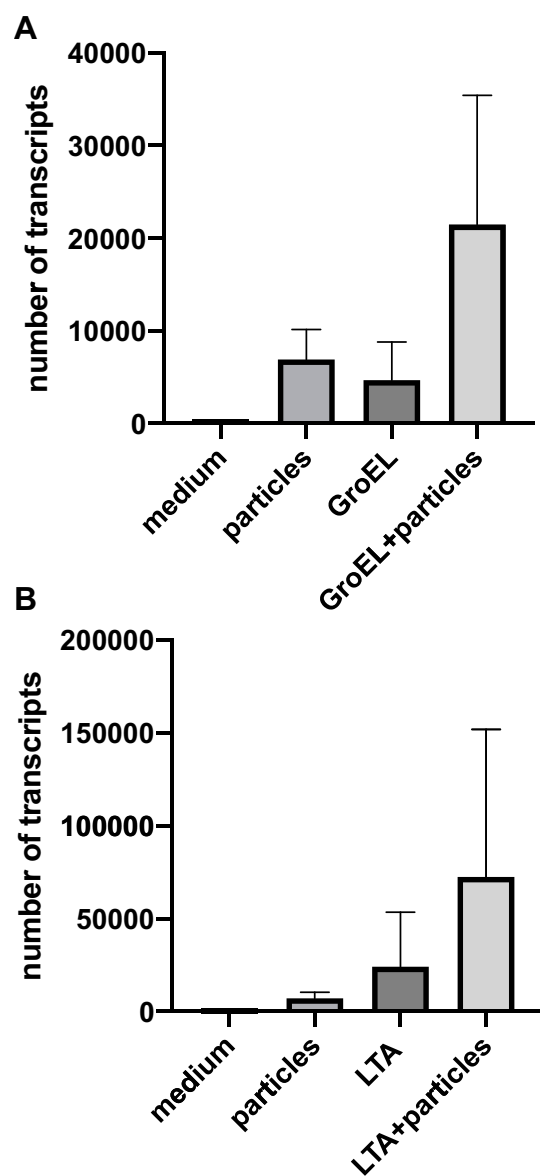 A
number of transcripts
40000
30000
20000
10000
0
medium
particles
GroEL
GroEL+particles
B
number of transcripts
200000
150000
100000
50000
0
medium
particles
LTA
LTA+particles